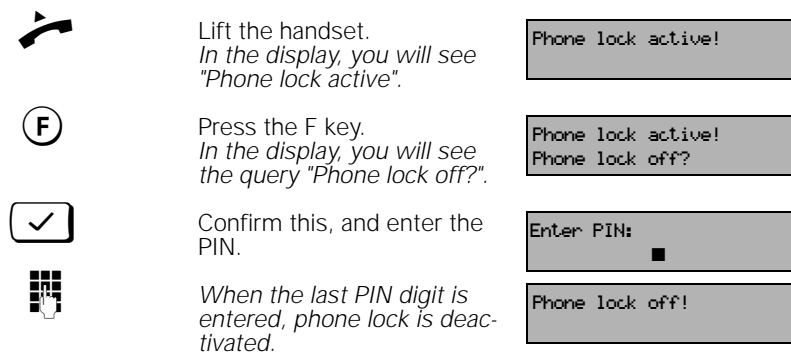 Lift the handset.
In the display, you will see
"Phone lock active".
Phone lock active!
F
Press the F key.
In the display, you will see
the query "Phone lock off?".
Phone lock active!
Phone lock off?
Confirm this, and enter the
PIN.
Enter PIN:
When the last PIN digit is
entered, phone lock is deac-
tivated.
Phone lock off!